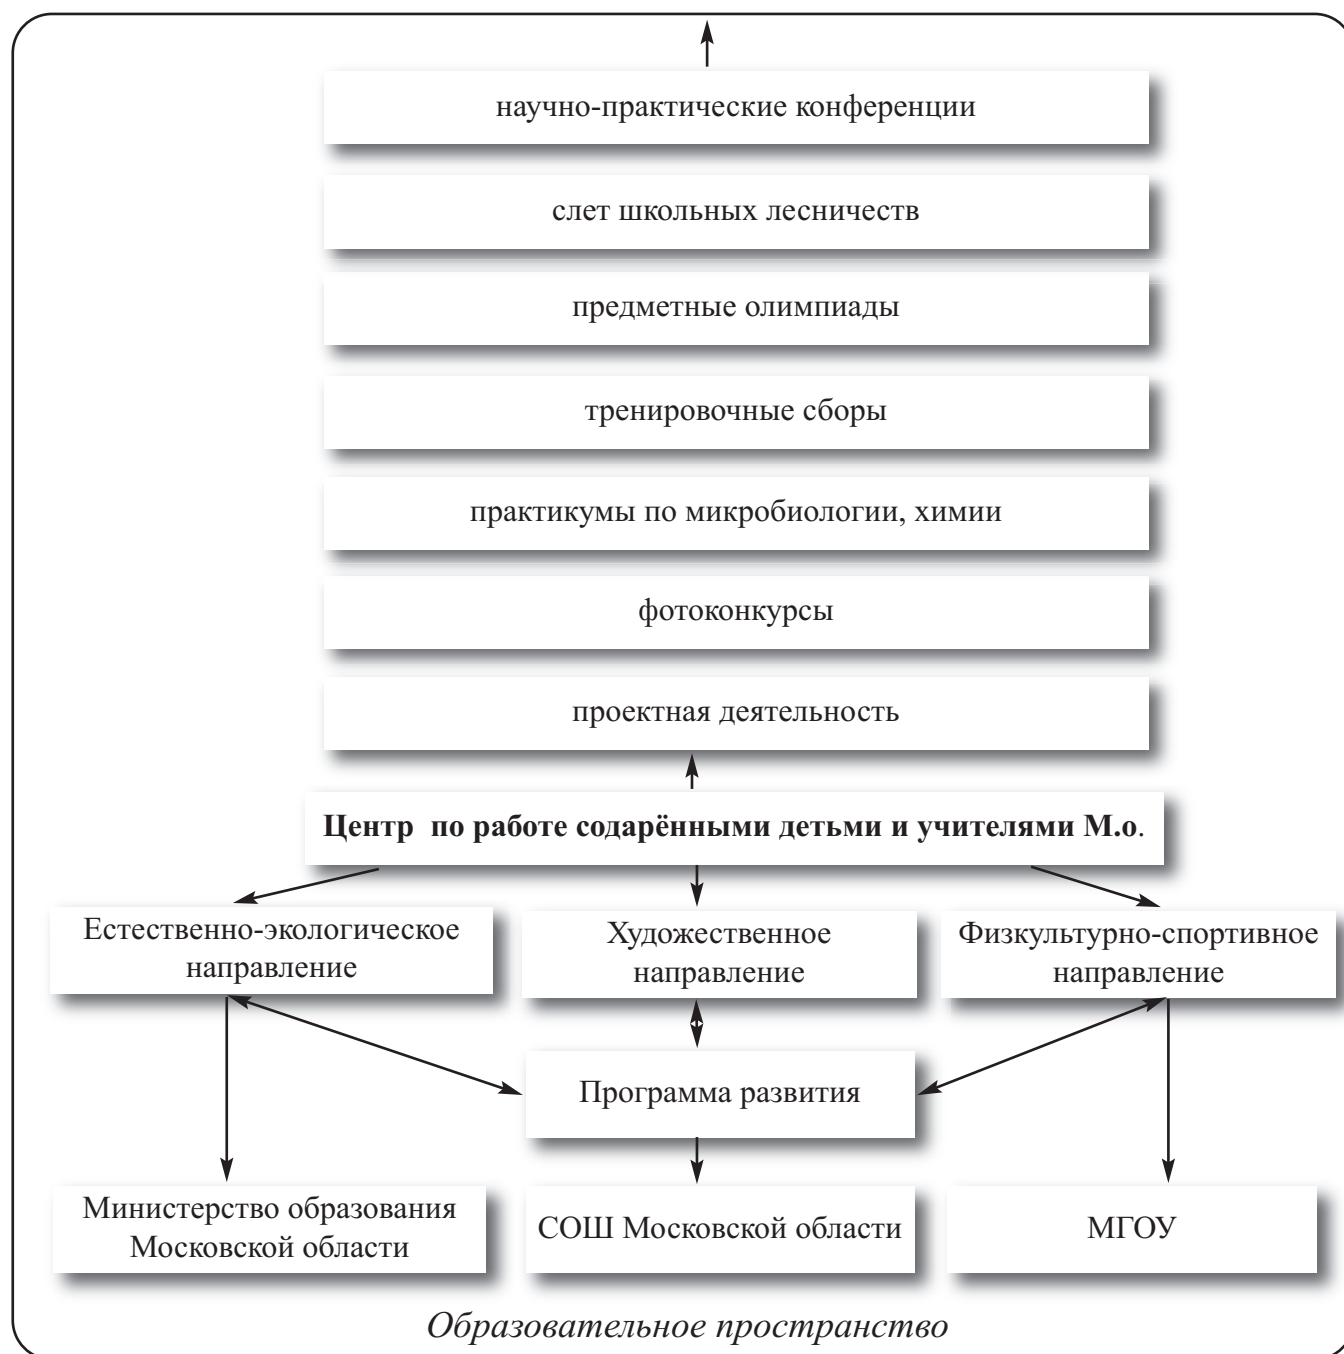 научно-практические конференции
слет школьных лесничеств
предметные олимпиады
тренировочные сборы
практикумы по микробиологии, химии
фотоконкурсы
проектная деятельность
Центр по работе содарёнными детьми и учителями М.о.
Естественно-экологическое
направление
Художественное
направление
Физкультурно-спортивное
направление
Программа развития
Министерство образования
Московской области
СОШ Московской области
МГОУ
Образовательное пространство